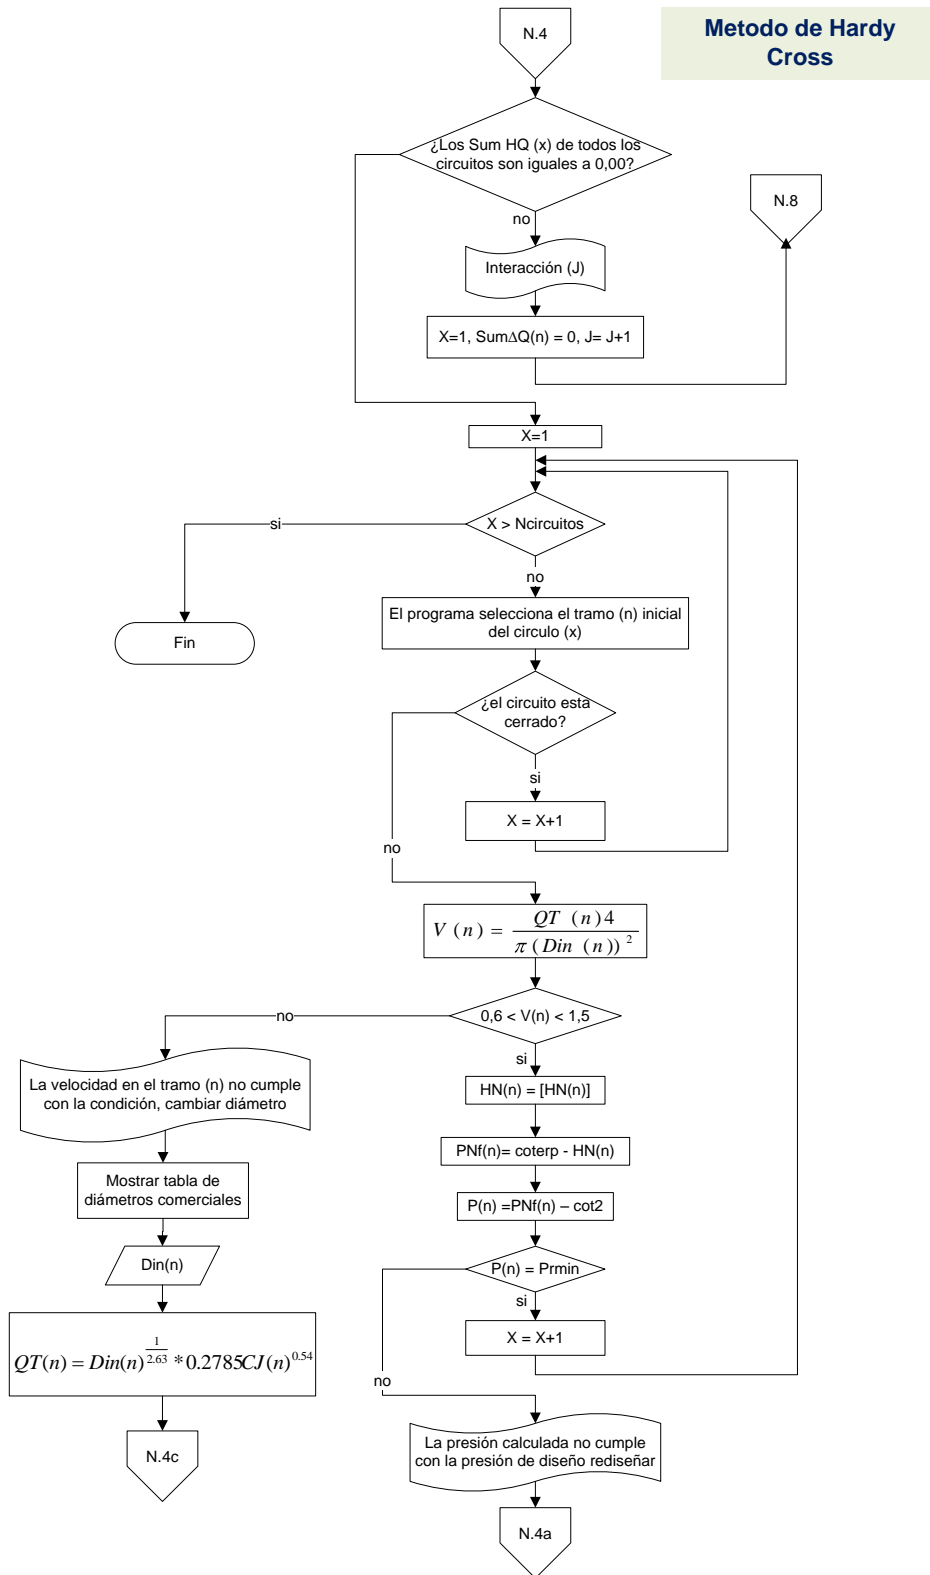 Metodo de Hardy
Cross
N.4
¿Los Sum HQ (x) de todos los
circuitos son iguales a 0,00?
no
N.8
Interacción (J)
X=1, Sum∆Q(n) = 0, J= J+1
X=1
X > Ncircuitos
si
no
Fin
El programa selecciona el tramo (n) inicial
del circulo (x)
¿el circuito esta
cerrado?
si
X = X+1
no
V (n) = QT (n)4 / π (Din (n))^2
0,6 < V(n) < 1,5
no
si
La velocidad en el tramo (n) no cumple
con la condición, cambiar diámetro
HN(n) = [HN(n)]
Mostrar tabla de
diámetros comerciales
PNf(n)= coterp - HN(n)
P(n) =PNf(n) – cot2
Din(n)
P(n) = Prmin
si
X = X+1
QT(n) = Din(n)^(1/2.63) *0.2785CJ(n)^0.54
no
La presión calculada no cumple
con la presión de diseño rediseñar
N.4c
N.4a